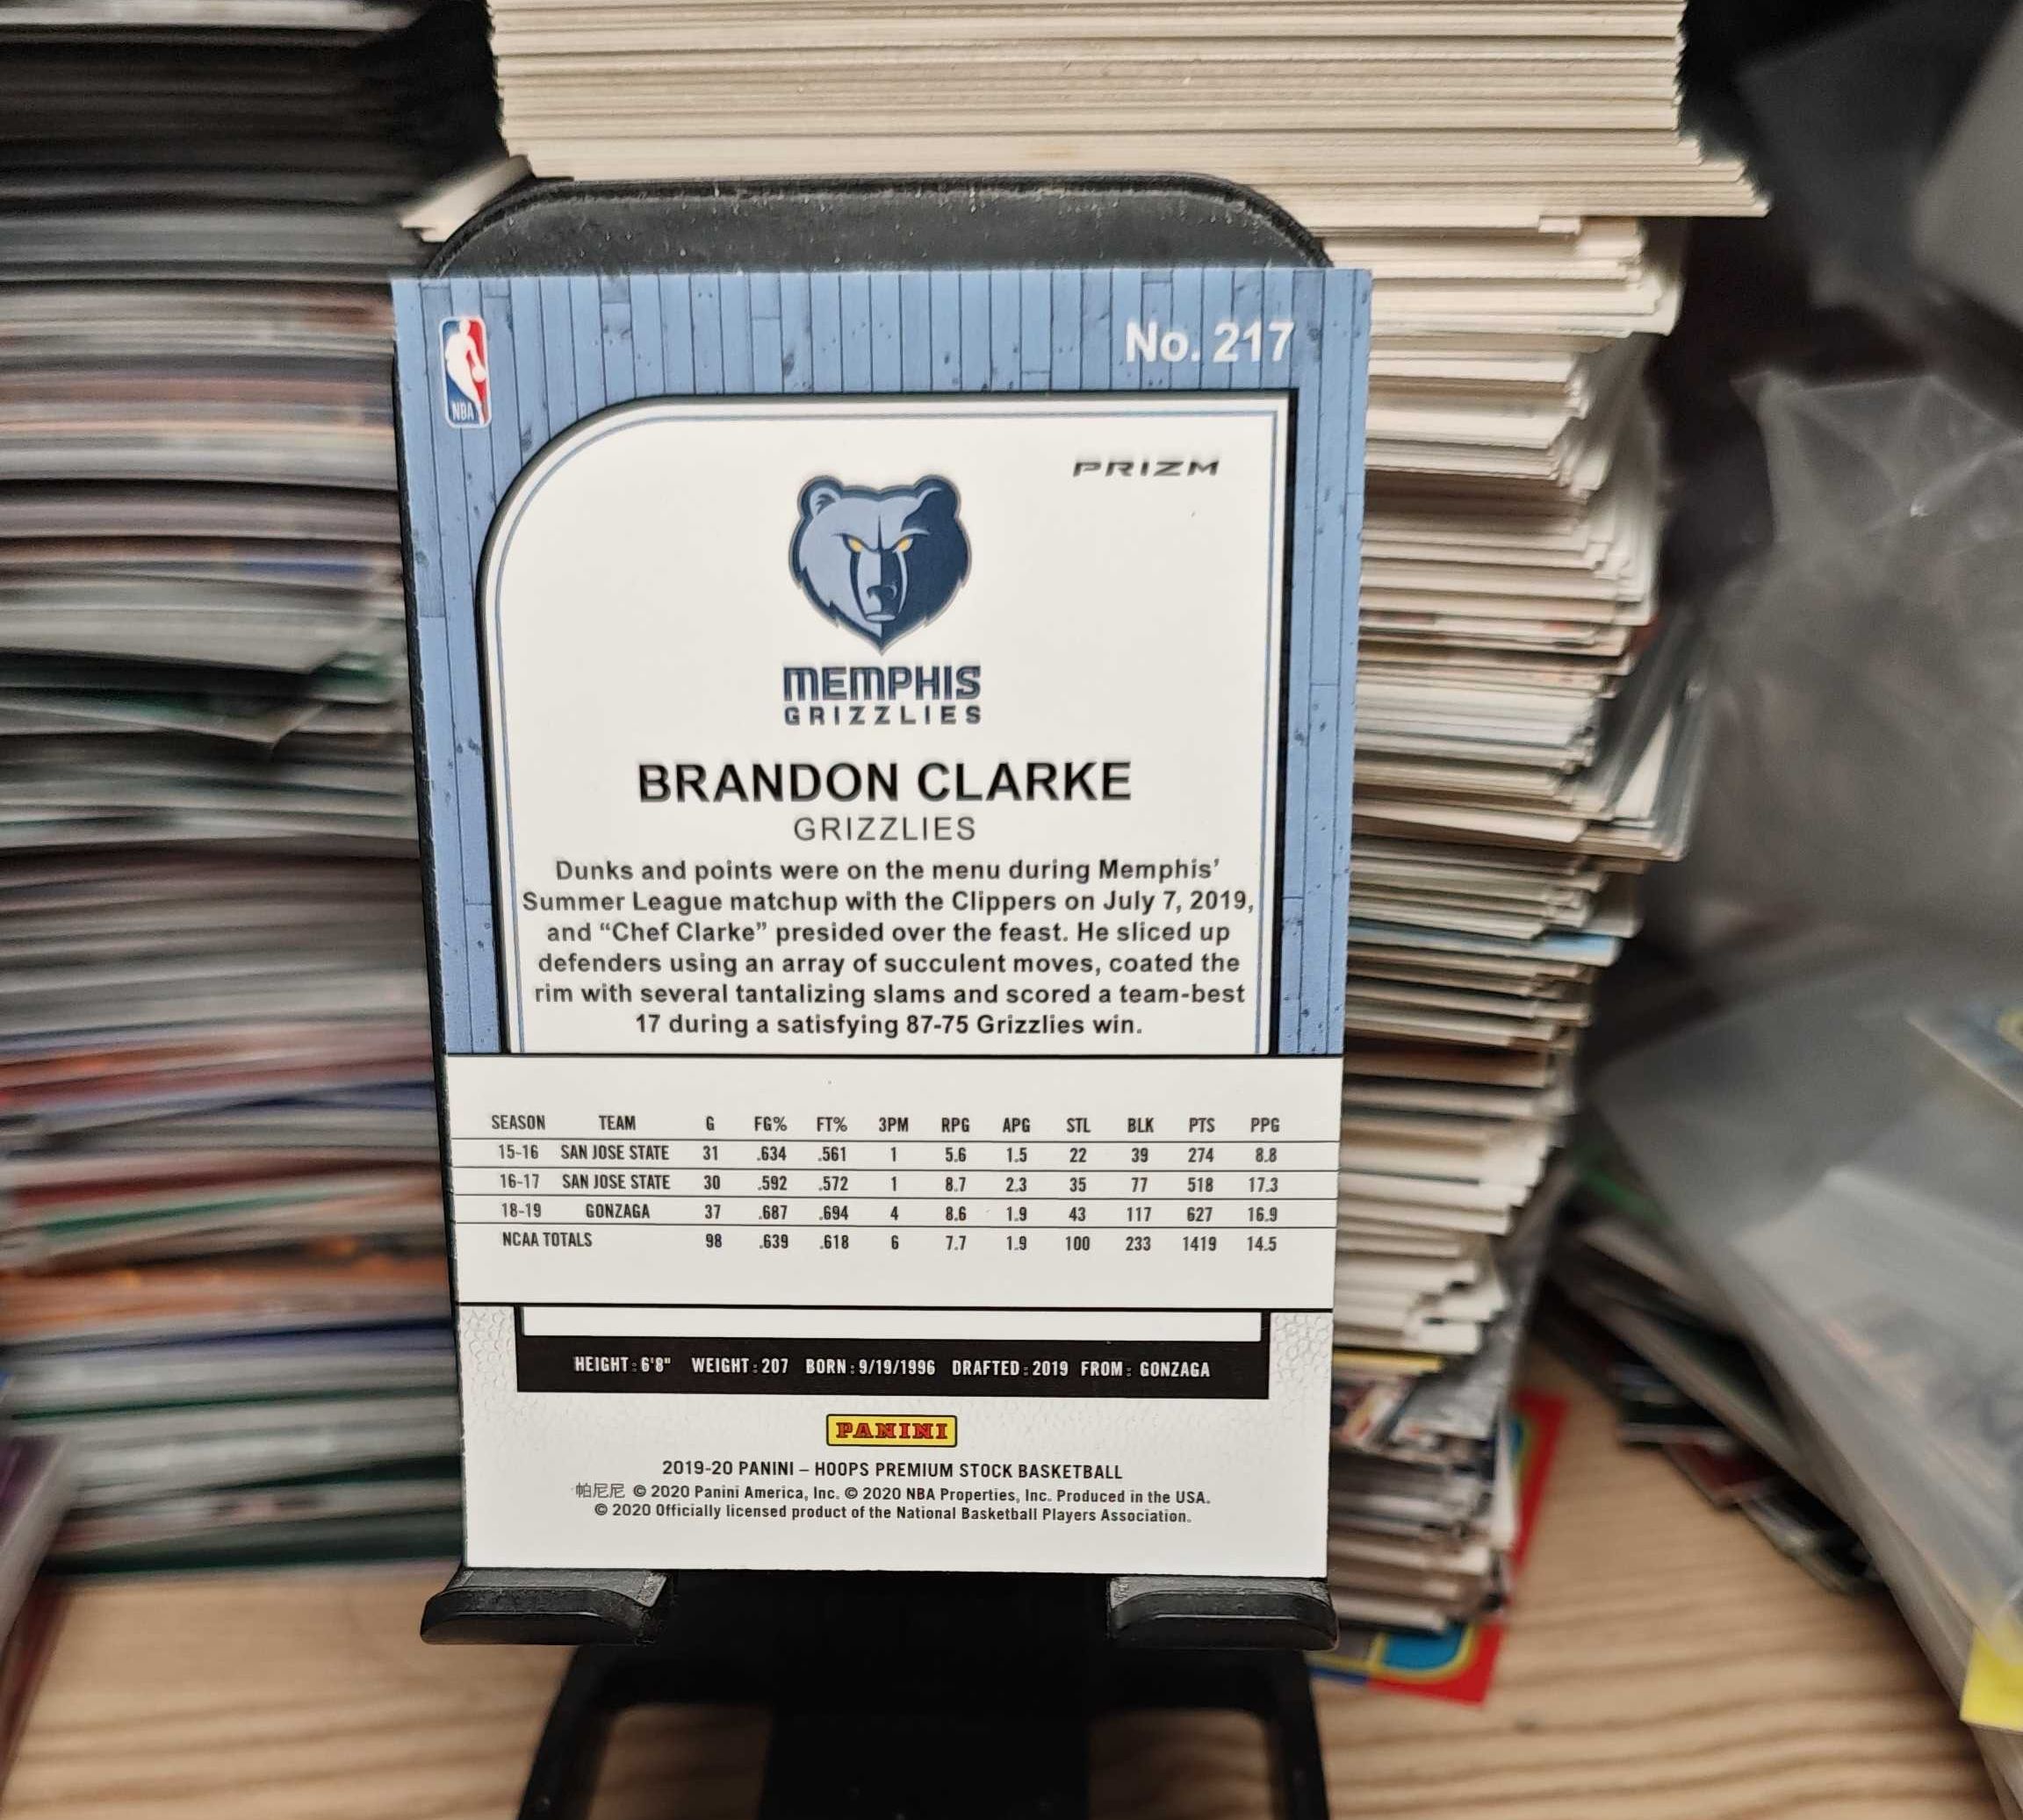 No. 217
NBA
PRIZM
MEMPHIS
GRIZZLIES
BRANDON CLARKE
GRIZZLIES
Dunks and points were on the menu during Memphis’
Summer League matchup with the Clippers on July 7, 2019,
and “Chef Clarke” presided over the feast. He sliced up
defenders using an array of succulent moves, coated the
rim with several tantalizing slams and scored a team-best
17 during a satisfying 87-75 Grizzlies win.
SEASON TEAM G FG% FT% 3PM RPG APG STL BLK PTS PPG
15-16 SAN JOSE STATE 31 .634 .561 1 5.6 1.5 22 39 274 8.8
16-17 SAN JOSE STATE 30 .592 .572 1 8.7 2.3 35 77 518 17.3
18-19 GONZAGA 37 .687 .694 4 8.6 1.9 43 117 627 16.9
NCAA TOTALS 98 .639 .618 6 7.7 1.9 100 233 1419 14.5
HEIGHT: 6'8" WEIGHT: 207 BORN: 9/19/1996 DRAFTED: 2019 FROM: GONZAGA
PANINI
2019-20 PANINI – HOOPS PREMIUM STOCK BASKETBALL
帕尼尼 © 2020 Panini America, Inc. © 2020 NBA Properties, Inc. Produced in the USA.
© 2020 Officially licensed product of the National Basketball Players Association.